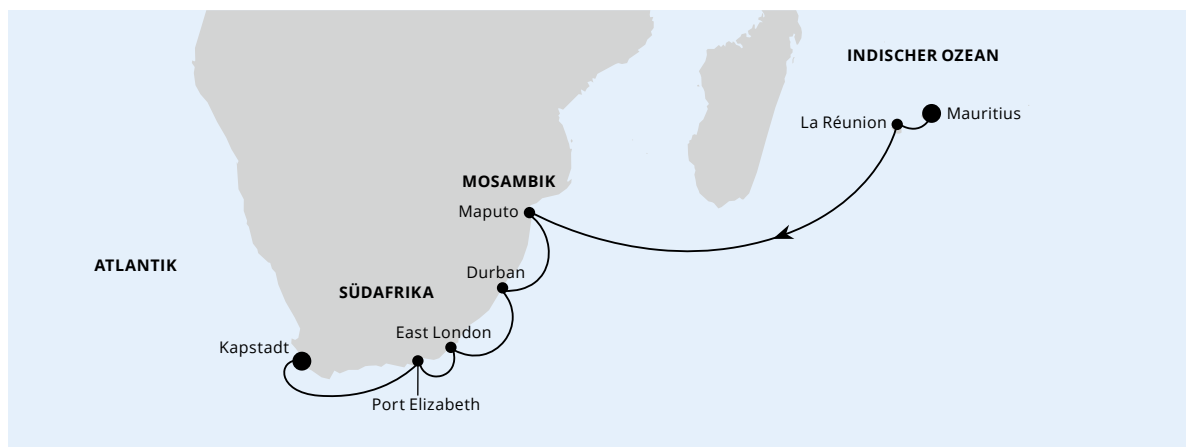 INDISCHER OZEAN
Mauritius
La Réunion
MOSAMBIK
Maputo
ATLANTIK
Durban
SÜDAFRIKA
East London
Kapstadt
Port Elizabeth